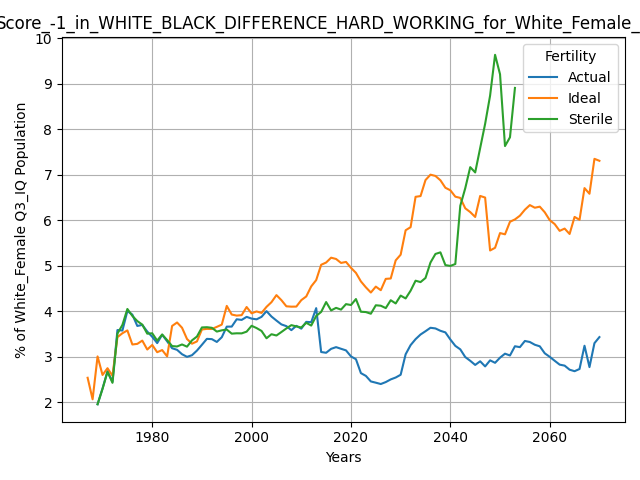 Score_-1_in_WHITE_BLACK_DIFFERENCE_HARD_WORKING_for_White_Female_
Fertility
Actual
Ideal
Sterile
% of White_Female Q3_IQ Population
10
9
8
7
6
5
4
3
2
1980
2000
2020
2040
2060
Years